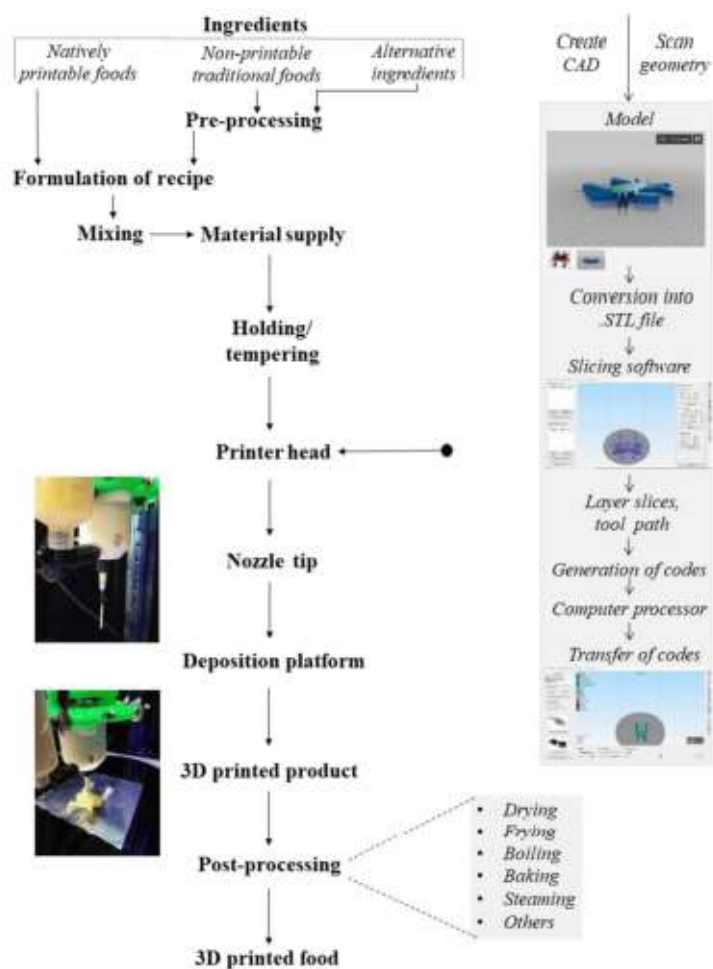 Ingredients
Natively
printable foods
Non-printable
traditional foods
Alternative
ingredients
Pre-processing
Formulation of recipe
Mixing
Material supply
Holding/
tempering
Printer head
Nozzle tip
Deposition platform
3D printed product
Post-processing
3D printed food
• Drying
• Frying
• Boiling
• Baking
• Steaming
• Others
Create
CAD
Scan
geometry
Model
Conversion into
.STL file
Slicing software
Layer slices,
tool path
Generation of codes
Computer processor
Transfer of codes